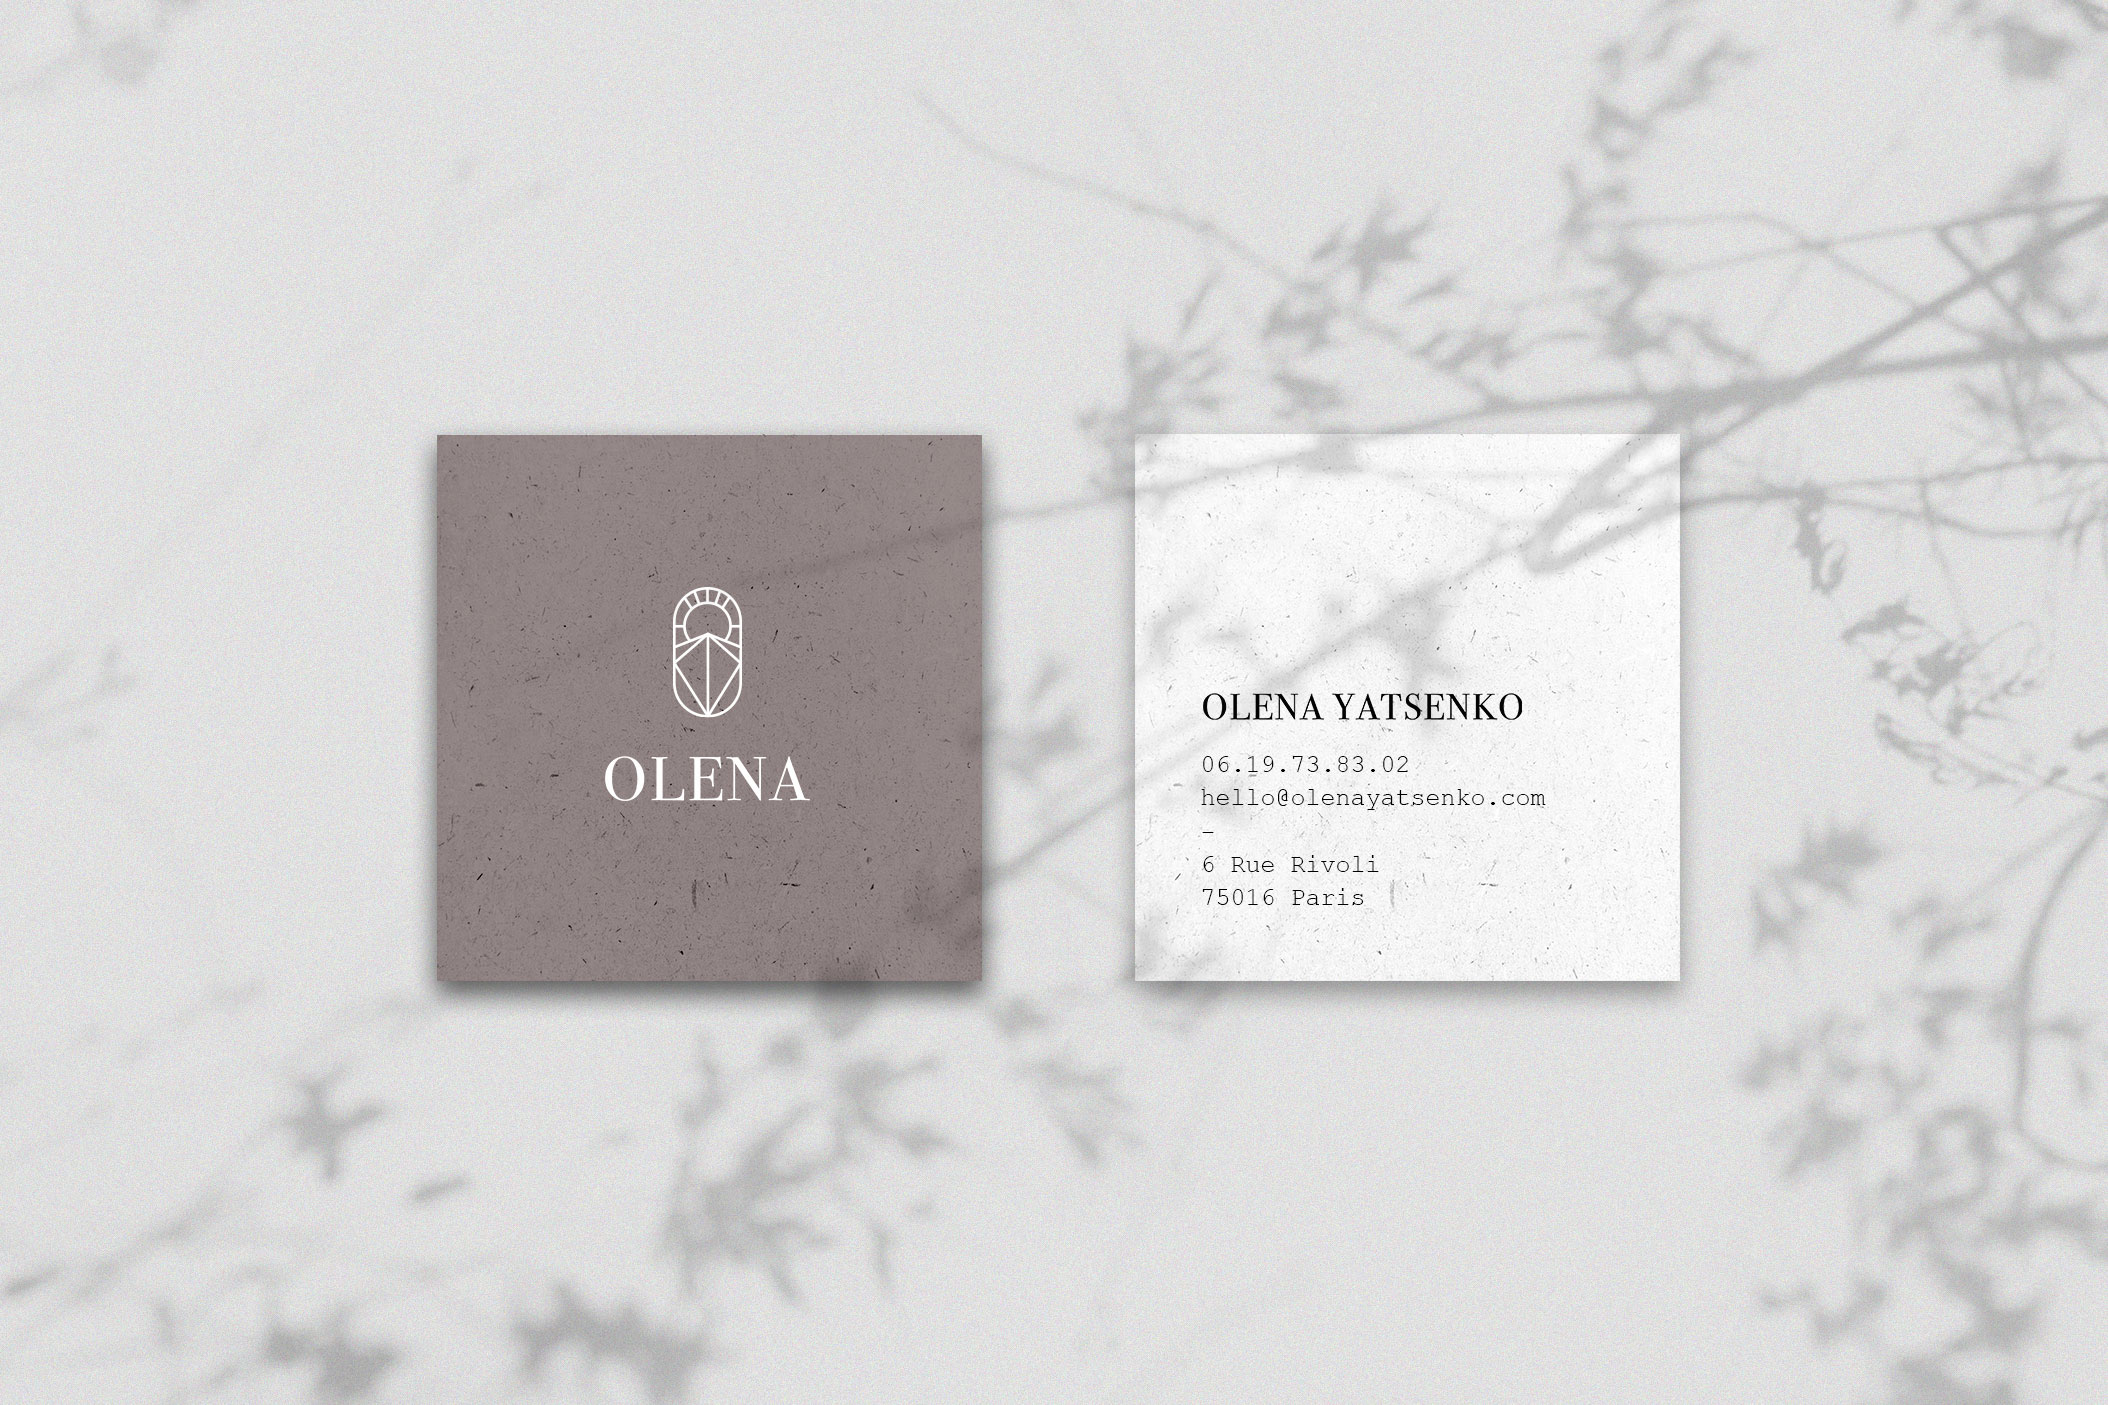 OLENA
OLENA YATSENKO
06.19.73.83.02
hello@olenayatsenko.com
–
6 Rue Rivoli
75016 Paris